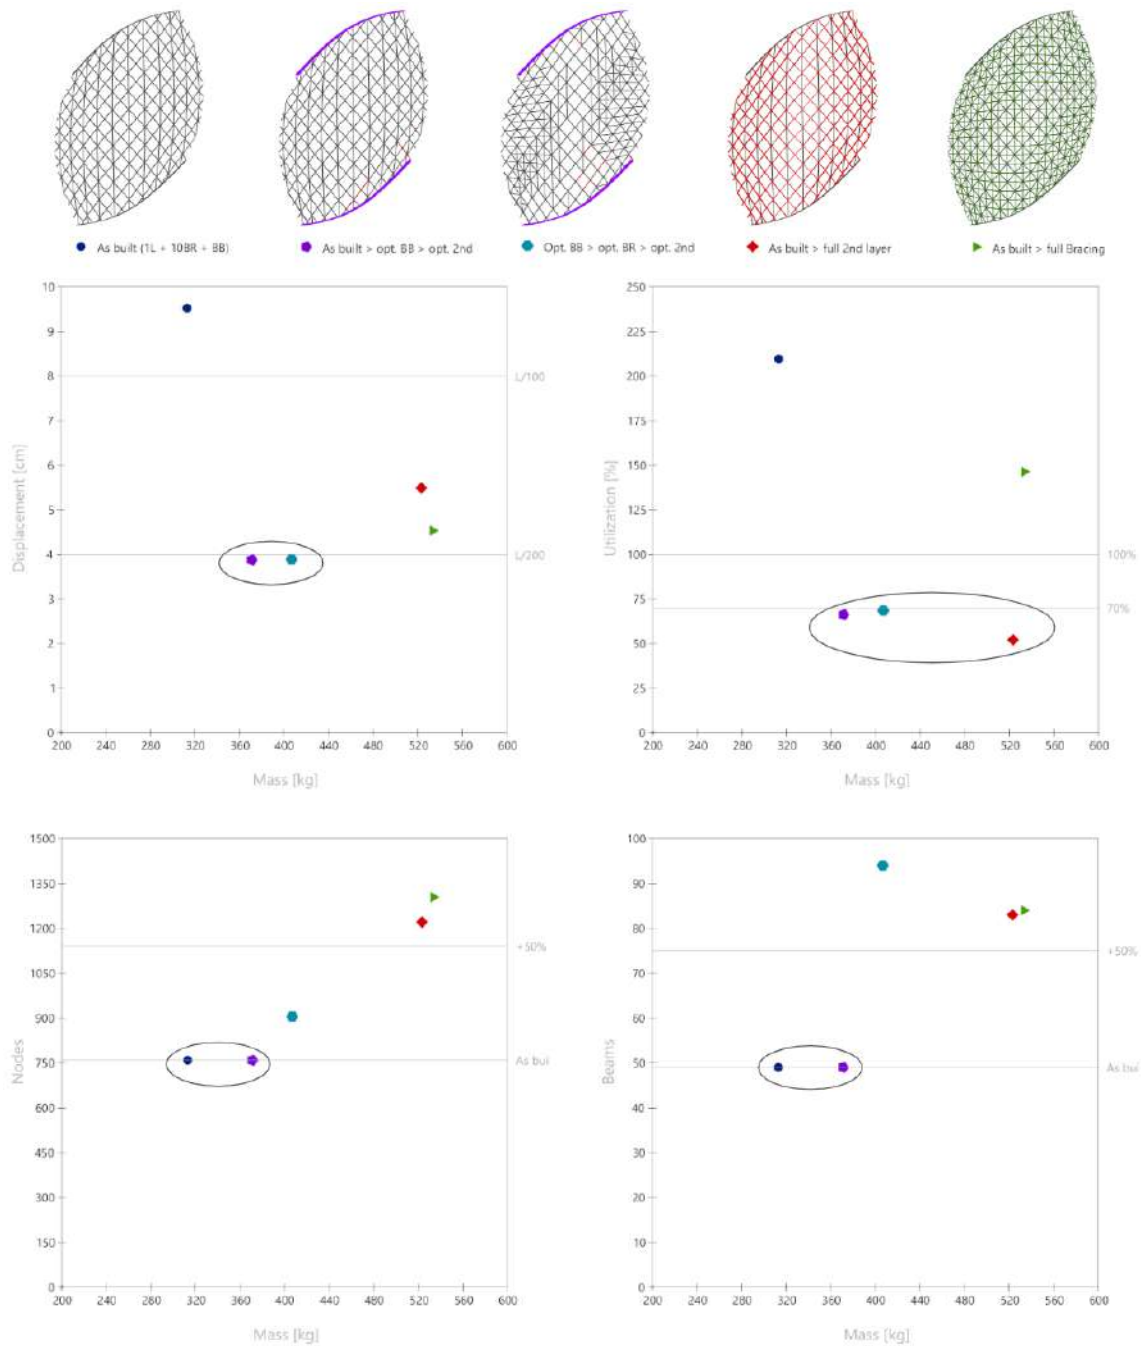 As built (1L + 10BR + BB)
As built > opt. BB > opt. 2nd
Opt. BB > opt. BR > opt. 2nd
As built > full 2nd layer
As built > full Bracing
10
9
8
7
6
5
4
3
2
1
0
L/100
L/200
Displacement [cm]
200 240 280 320 360 400 440 480 520 560 600
Mass [kg]
250
225
200
175
150
125
100
75
50
25
0
100%
70%
Utilization [%]
200 240 280 320 360 400 440 480 520 560 600
Mass [kg]
1500
1350
1200
1050
900
750
600
450
300
150
0
+50%
As bui
Nodes
200 240 280 320 360 400 440 480 520 560 600
Mass [kg]
100
90
80
70
60
50
40
30
20
10
0
+50%
As bui
Beams
200 240 280 320 360 400 440 480 520 560 600
Mass [kg]